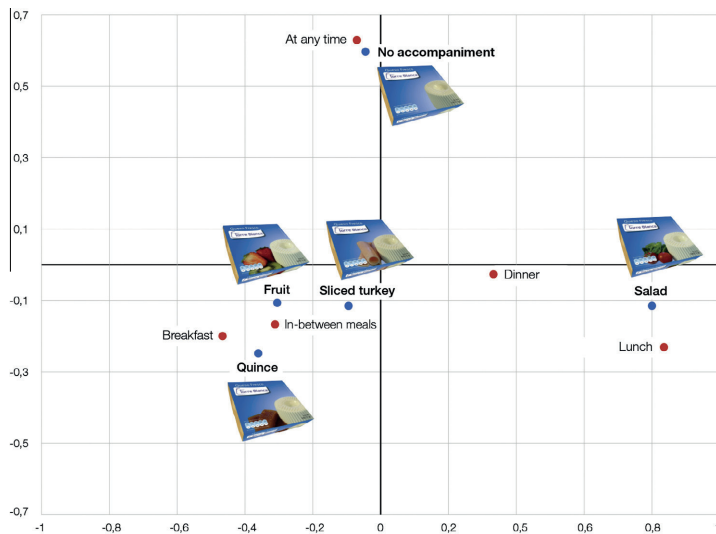 0,7
At any time
No accompaniment
0,5
0,3
0,1
Dinner
Fruit
Sliced turkey
Salad
-0,1
In-between meals
Breakfast
Lunch
Quince
-0,3
-0,5
-0,7
-1 -0,8 -0,6 -0,4 -0,2 0 0,2 0,5 0,5 0,8